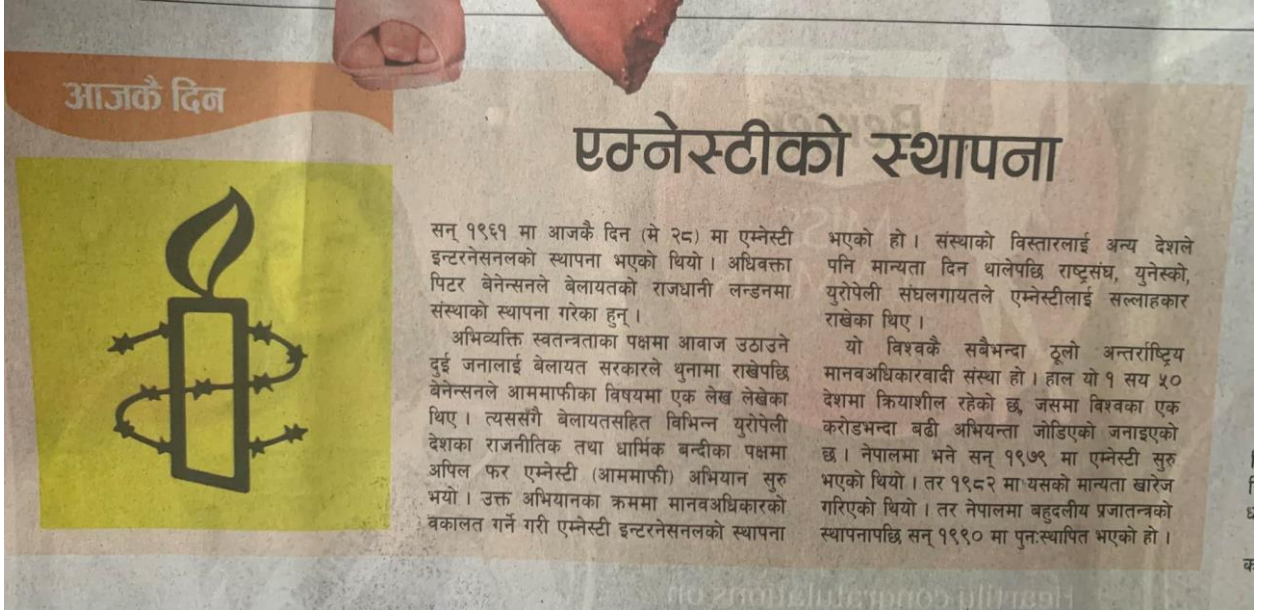 आजकै दिन
एम्नेस्टीको स्थापना
सन् १९६१ मा आजकै दिन (मे २८) मा एम्नेस्टी
इन्टरनेसनलको स्थापना भएको थियो । अधिवक्ता
पिटर बेनेन्सनले बेलायतको राजधानी लन्डनमा
संस्थाको स्थापना गरेका हुन् ।
अभिव्यक्ति स्वतन्त्रताका पक्षमा आवाज उठाउने
दुई जनालाई बेलायत सरकारले थुनामा राखेपछि
बेनेन्सनले आममाफीका विषयमा एक लेख लेखेका
थिए । त्यससँगै बेलायतसहित विभिन्न युरोपेली
देशका राजनीतिक तथा धार्मिक बन्दीका पक्षमा
अपिल फर एम्नेस्टी (आममाफी) अभियान सुरु
भयो । उक्त अभियानका क्रममा मानवअधिकारको
वकालत गर्ने गरी एम्नेस्टी इन्टरनेसनलको स्थापना
भएको हो । संस्थाको विस्तारलाई अन्य देशले
पनि मान्यता दिन थालेपछि राष्ट्रसंघ, युनेस्को,
युरोपेली संघलगायतले एम्नेस्टीलाई सल्लाहकार
राखेका थिए ।
यो विश्वकै सबैभन्दा ठूलो अन्तर्राष्ट्रिय
मानवअधिकारवादी संस्था हो । हाल यो १ सय ५०
देशमा क्रियाशील रहेको छ, जसमा विश्वका एक
करोडभन्दा बढी अभियन्ता जोडिएको जनाइएको
छ । नेपालमा भने सन् १९७९ मा एम्नेस्टी सुरु
भएको थियो । तर १९८२ मा यसको मान्यता खारेज
गरिएको थियो । तर नेपालमा बहुदलीय प्रजातन्त्रको
स्थापनापछि सन् १९९० मा पुन:स्थापित भएको हो ।